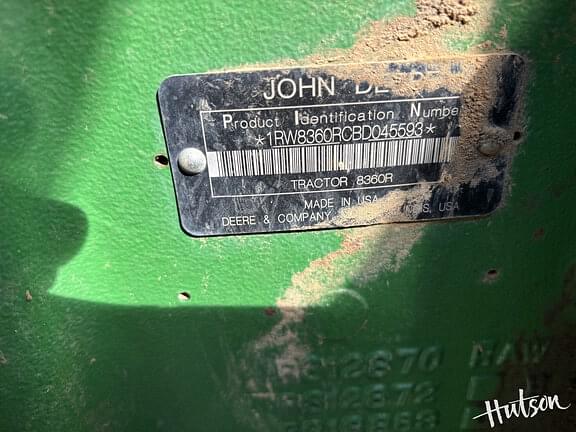 JOHN DE
Product Identification Numbe
*1RW8360RCBD045593*
TRACTOR 8360R
MADE IN USA
DEERE & COMPANY
USA
Hutson